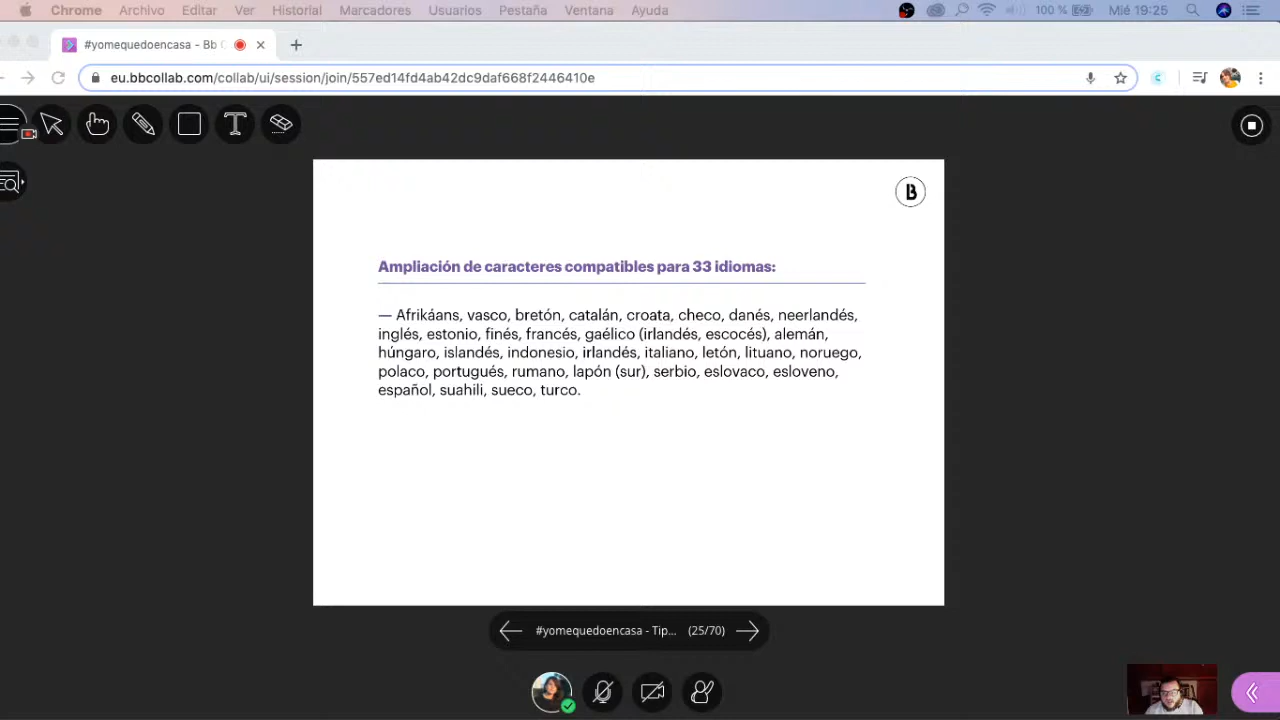 Chrome Archivo Editar Ver Historial Marcadores Usuarios Pestaña Ventana Ayuda 100 % Mié 19:25
#yomequedoencasa - Bb
eu.bbcollab.com/collab/ui/session/join/557ed14fd4ab42dc9daf668f2446410e
T
B
Ampliación de caracteres compatibles para 33 idiomas:
— Afrikáans, vasco, bretón, catalán, croata, checo, danés, neerlandés,
inglés, estonio, finés, francés, gaélico (irlandés, escocés), alemán,
húngaro, islandés, indonesio, irlandés, italiano, letón, lituano, noruego,
polaco, portugués, rumano, lapón (sur), serbio, eslovaco, esloveno,
español, suahili, sueco, turco.
#yomequedoencasa - Tip... (25/70)